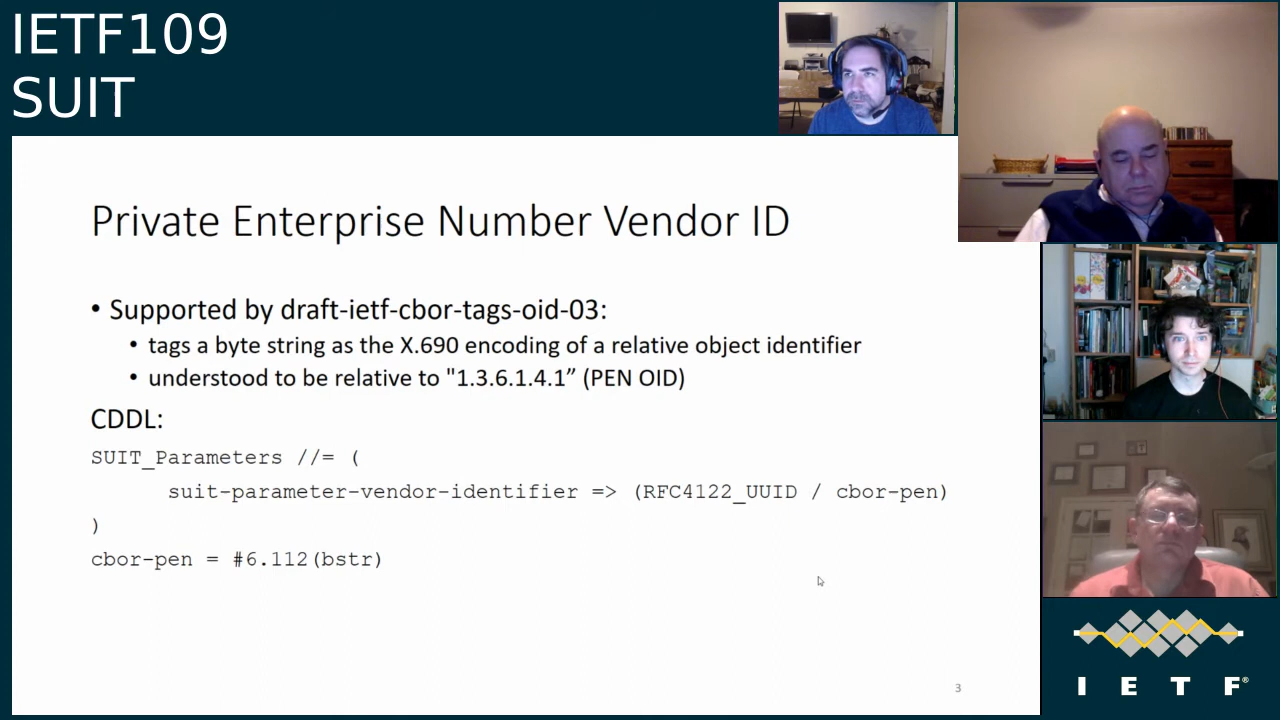 IETF109
SUIT
Private Enterprise Number Vendor ID
• Supported by draft-ietf-cbor-tags-oid-03:
• tags a byte string as the X.690 encoding of a relative object identifier
• understood to be relative to "1.3.6.1.4.1” (PEN OID)
CDDL:
SUIT_Parameters //= (
suit-parameter-vendor-identifier => (RFC4122_UUID / cbor-pen)
)
cbor-pen = #6.112(bstr)
3
I E T F®